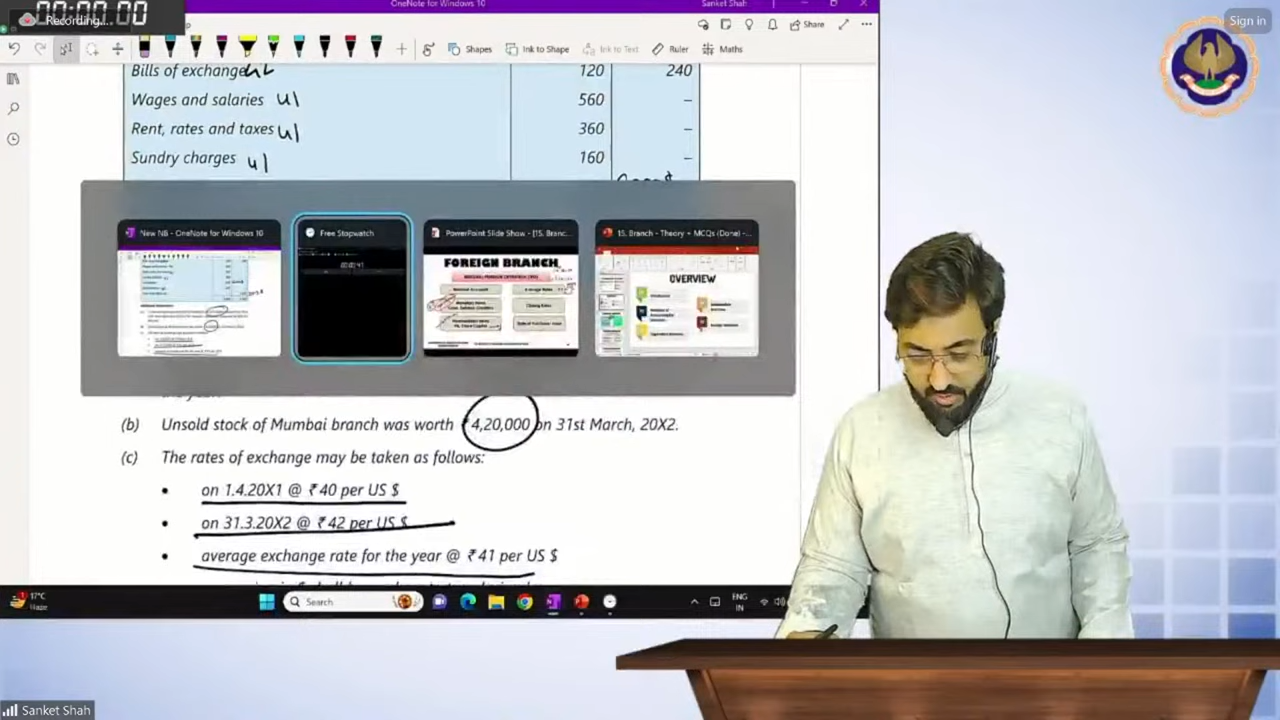 00:00:00
Recording...
OneNote for Windows 10
Sanket Shah
Sign in
Share
Shapes
Ink to Shape
Ink to Text
Ruler
Maths
Bills of exchange 120 240
Wages and salaries u) 560 –
Rent, rates and taxes u) 360 –
Sundry charges u) 160 –
New NB - OneNote for Windows 10
Free Stopwatch
PowerPoint Slide Show - [15. Branc...
15. Branch - Theory + MCQs (Done) -...
FOREIGN BRANCH
OVERVIEW
the year.
(b) Unsold stock of Mumbai branch was worth ₹ 4,20,000 on 31st March, 20X2.
(c) The rates of exchange may be taken as follows:
• on 1.4.20X1 @ ₹ 40 per US $
• on 31.3.20X2 @ ₹ 42 per US $
• average exchange rate for the year @ ₹ 41 per US $
17°C
Haze
Search
ENG
IN
Sanket Shah